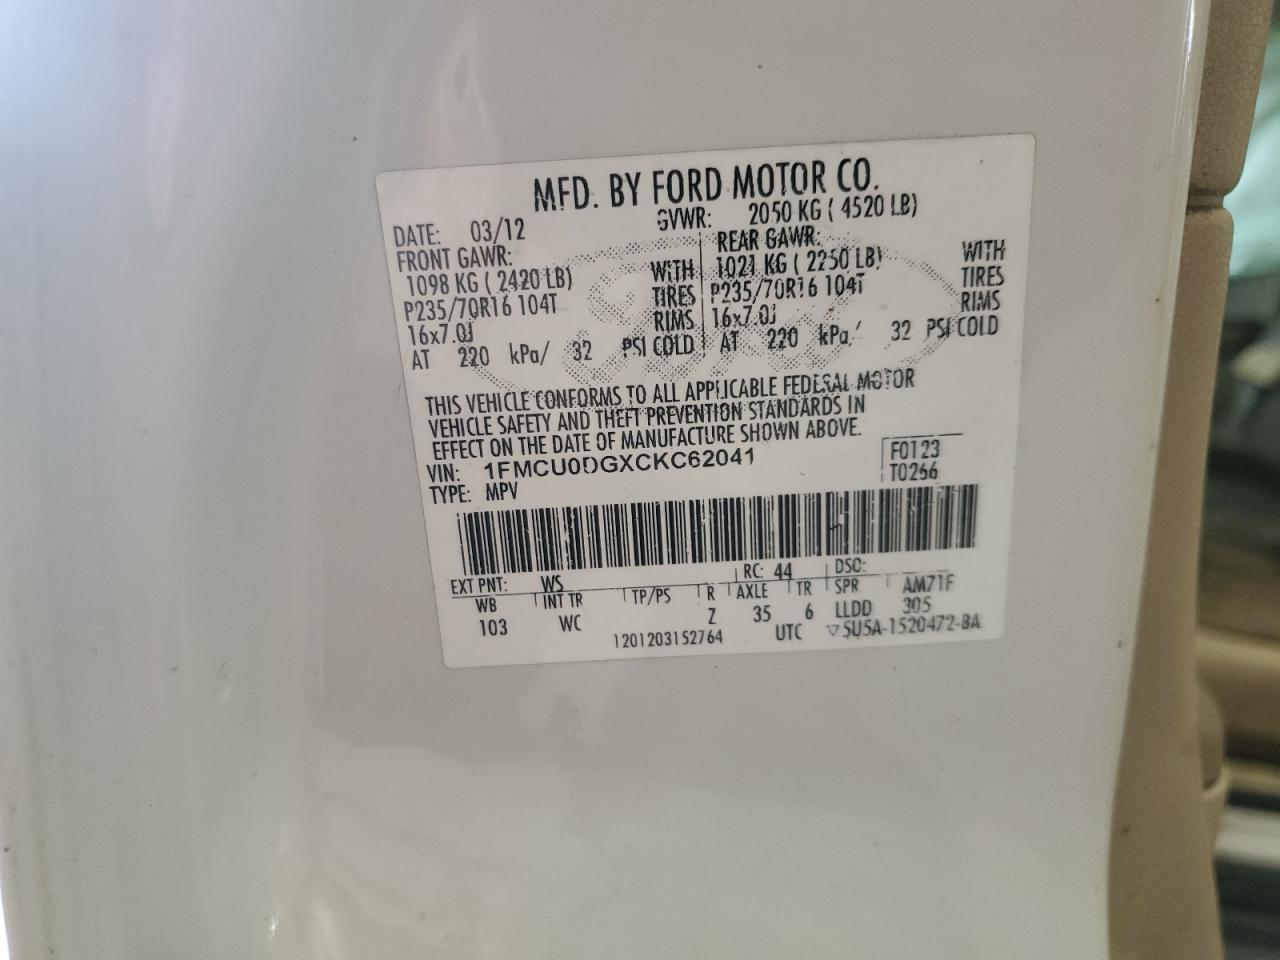 MFD. BY FORD MOTOR CO.
DATE: 03/12 GVWR: 2050 KG ( 4520 LB)
FRONT GAWR: REAR GAWR:
1098 KG ( 2420 LB) WITH 1021 KG ( 2250 LB) WITH
P235/70R16 104T TIRES P235/70R16 104T TIRES
16x7.0J RIMS 16x7.0J RIMS
AT 220 kPa/ 32 PSI COLD AT 220 kPa/ 32 PSI COLD
THIS VEHICLE CONFORMS TO ALL APPLICABLE FEDERAL MOTOR
VEHICLE SAFETY AND THEFT PREVENTION STANDARDS IN
EFFECT ON THE DATE OF MANUFACTURE SHOWN ABOVE.
VIN: 1FMCU0DGXCKC62041 F0123
TYPE: MPV T0266
EXT PNT: WS RC: 44 DSO:
WB INT TR TP/PS R AXLE TR SPR AM71F
103 WC Z 35 6 LLDD 305
1201203152764 UTC ▽5U5A-1520472-BA